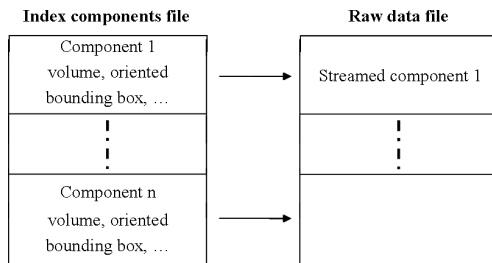 Index components file
Raw data file
Component 1
volume, oriented
bounding box, ...
Streamed component 1
Component n
volume, oriented
bounding box, ...